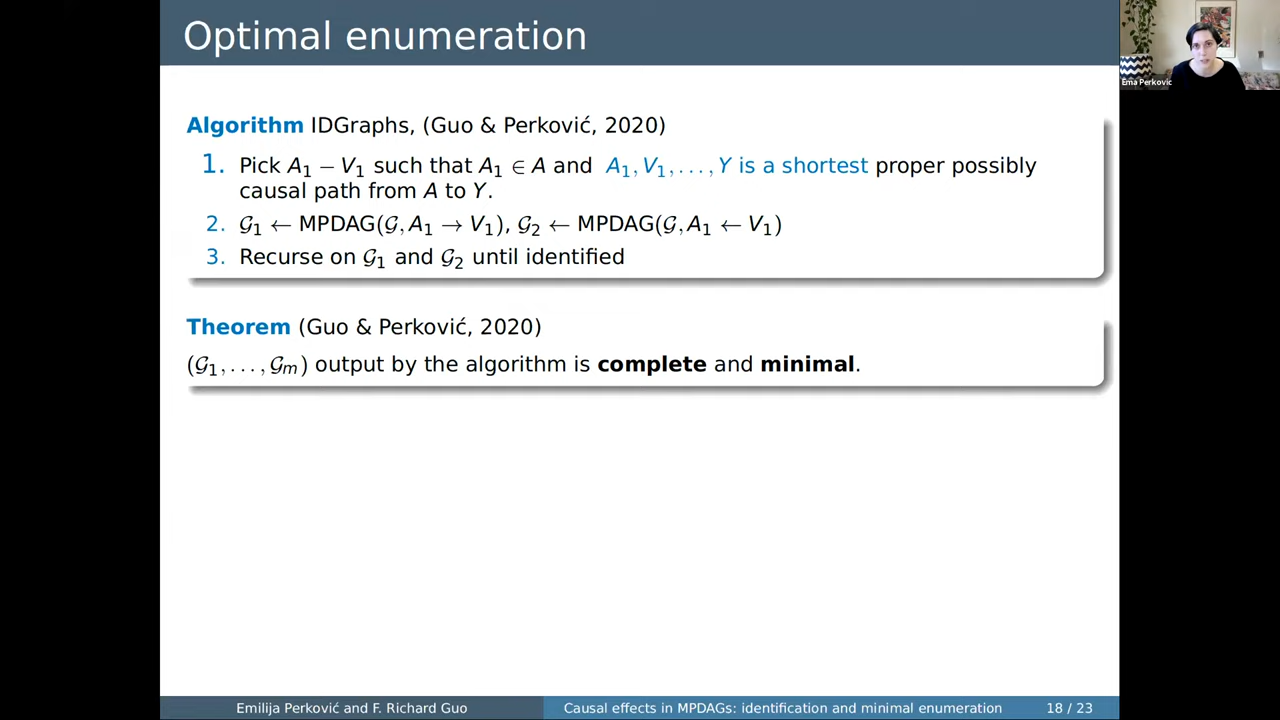 Optimal enumeration
Ema Perkovic
Algorithm IDGraphs, (Guo & Perković, 2020)
1. Pick A₁ − V₁ such that A₁ ∈ A and A₁, V₁, . . . , Y is a shortest proper possibly
causal path from A to Y.
2. 𝒢₁ ← MPDAG(𝒢, A₁ → V₁), 𝒢₂ ← MPDAG(𝒢, A₁ ← V₁)
3. Recurse on 𝒢₁ and 𝒢₂ until identified
Theorem (Guo & Perković, 2020)
(𝒢₁, . . . , 𝒢ₘ) output by the algorithm is complete and minimal.
Emilija Perković and F. Richard Guo
Causal effects in MPDAGs: identification and minimal enumeration
18 / 23